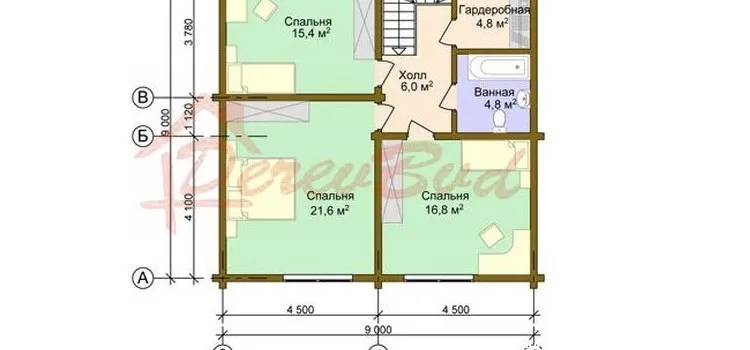 Спальня
15,4 м²
Гардеробная
4,8 м²
Холл
6,0 м²
Ванная
4,8 м²
3 780
В
1 120
9 000
Б
DerevBud
Спальня
21,6 м²
Спальня
16,8 м²
4 100
А
4 500
4 500
9 000